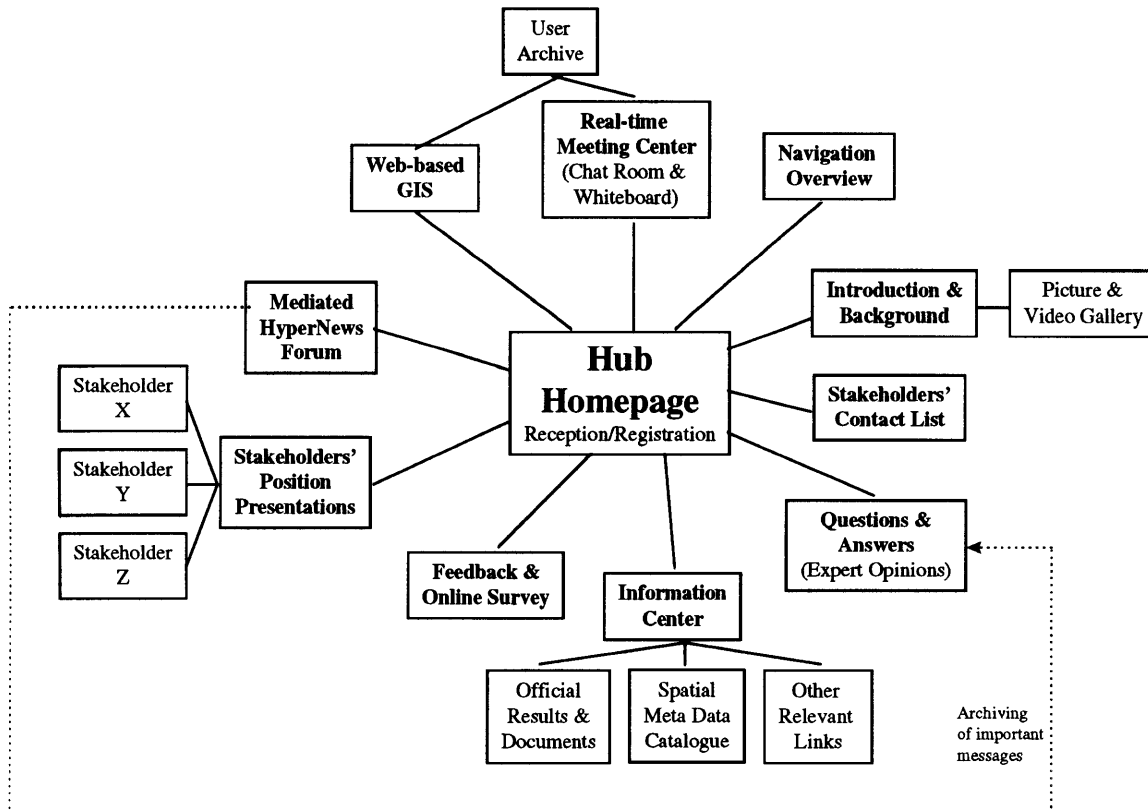 User
Archive
Real-time
Meeting Center
(Chat Room &
Whiteboard)
Navigation
Overview
Web-based
GIS
Mediated
HyperNews
Forum
Introduction &
Background
Picture &
Video Gallery
Hub
Homepage
Reception/Registration
Stakeholder
X
Stakeholder
Y
Stakeholder
Z
Stakeholders'
Position
Presentations
Stakeholders'
Contact List
Questions &
Answers
(Expert Opinions)
Feedback &
Online Survey
Information
Center
Official
Results &
Documents
Spatial
Meta Data
Catalogue
Other
Relevant
Links
Archiving
of important
messages